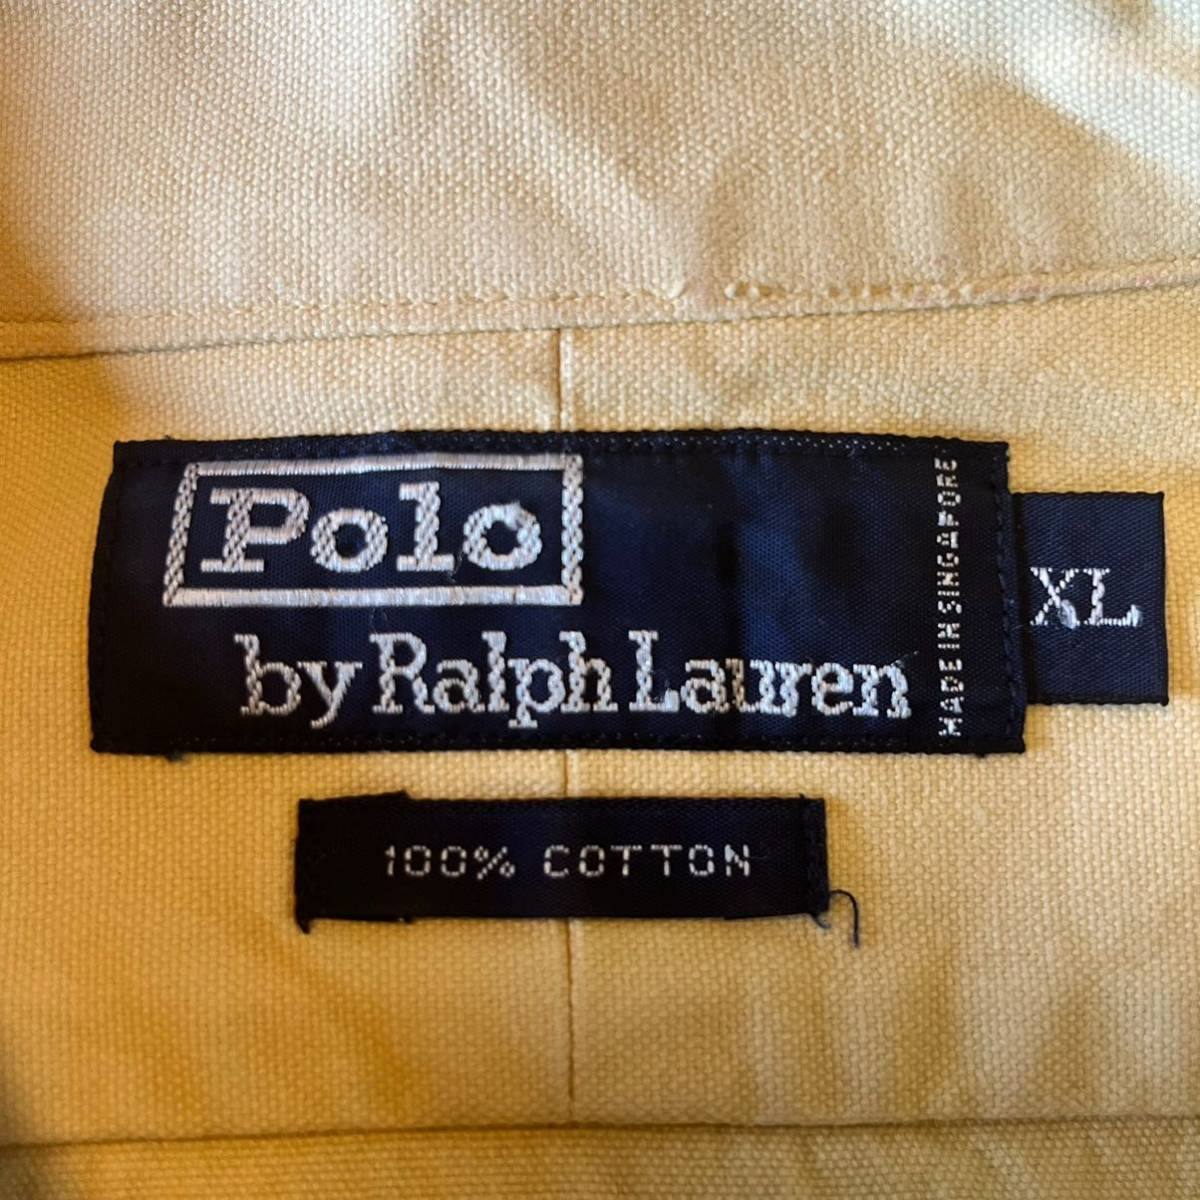 Polo
by Ralph Lauren
MADE IN SINGAPORE
XL
100% COTTON